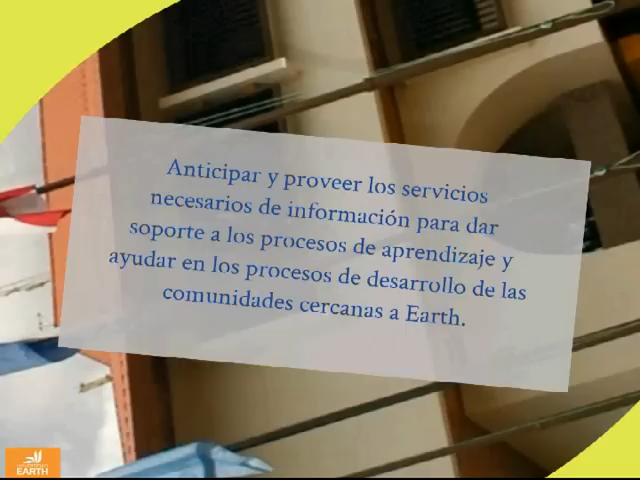 Anticipar y proveer los servicios
necesarios de información para dar
soporte a los procesos de aprendizaje y
ayudar en los procesos de desarrollo de las
comunidades cercanas a Earth.
EARTH